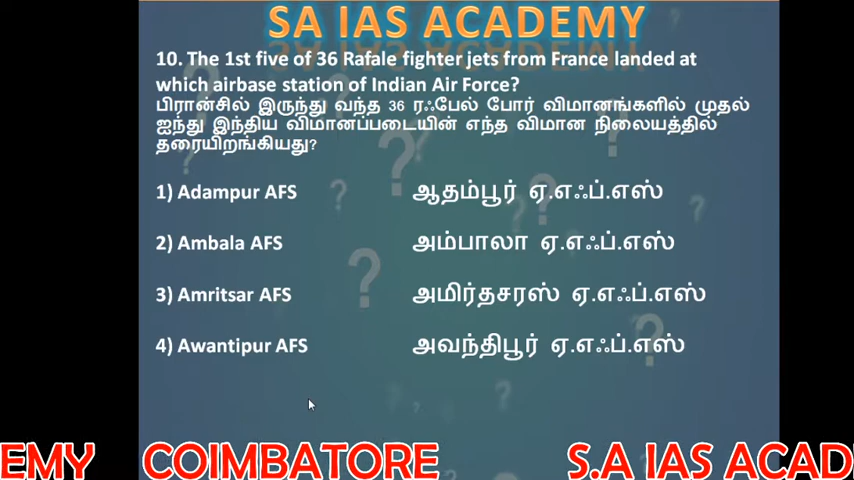 SA IAS ACADEMY
10. The 1st five of 36 Rafale fighter jets from France landed at
which airbase station of Indian Air Force?
பிரான்சில் இருந்து வந்த 36 ரஃபேல் போர் விமானங்களில் முதல்
ஐந்து இந்திய விமானப்படையின் எந்த விமான நிலையத்தில்
தரையிறங்கியது?
1) Adampur AFS ஆதம்பூர் ஏ.எஃப்.எஸ்
2) Ambala AFS அம்பாலா ஏ.எஃப்.எஸ்
3) Amritsar AFS அமிர்தசரஸ் ஏ.எஃப்.எஸ்
4) Awantipur AFS அவந்திபூர் ஏ.எஃப்.எஸ்
EMY COIMBATORE S.A IAS ACAD